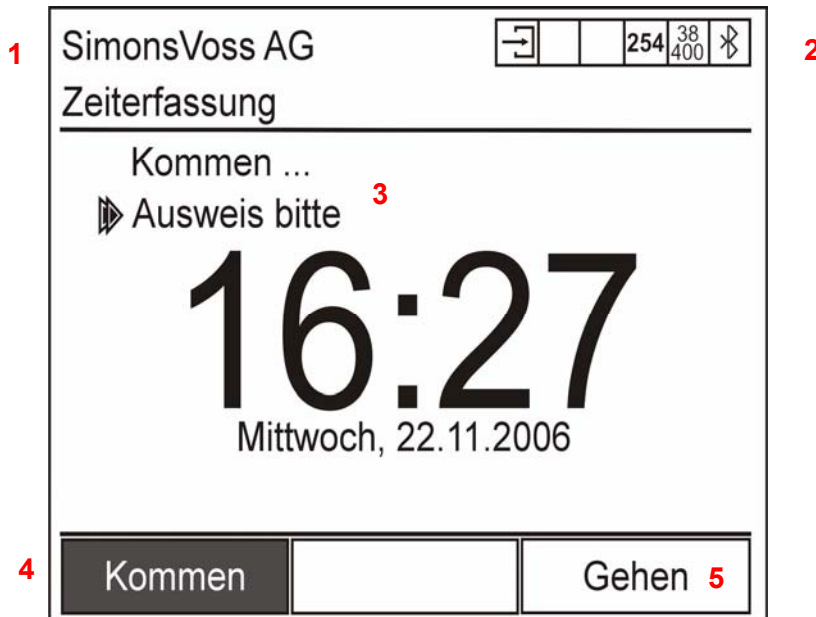 1 SimonsVoss AG 254 38 400 2
Zeiterfassung
Kommen ...
Ausweis bitte 3
16:27
Mittwoch, 22.11.2006
4 Kommen Gehen 5